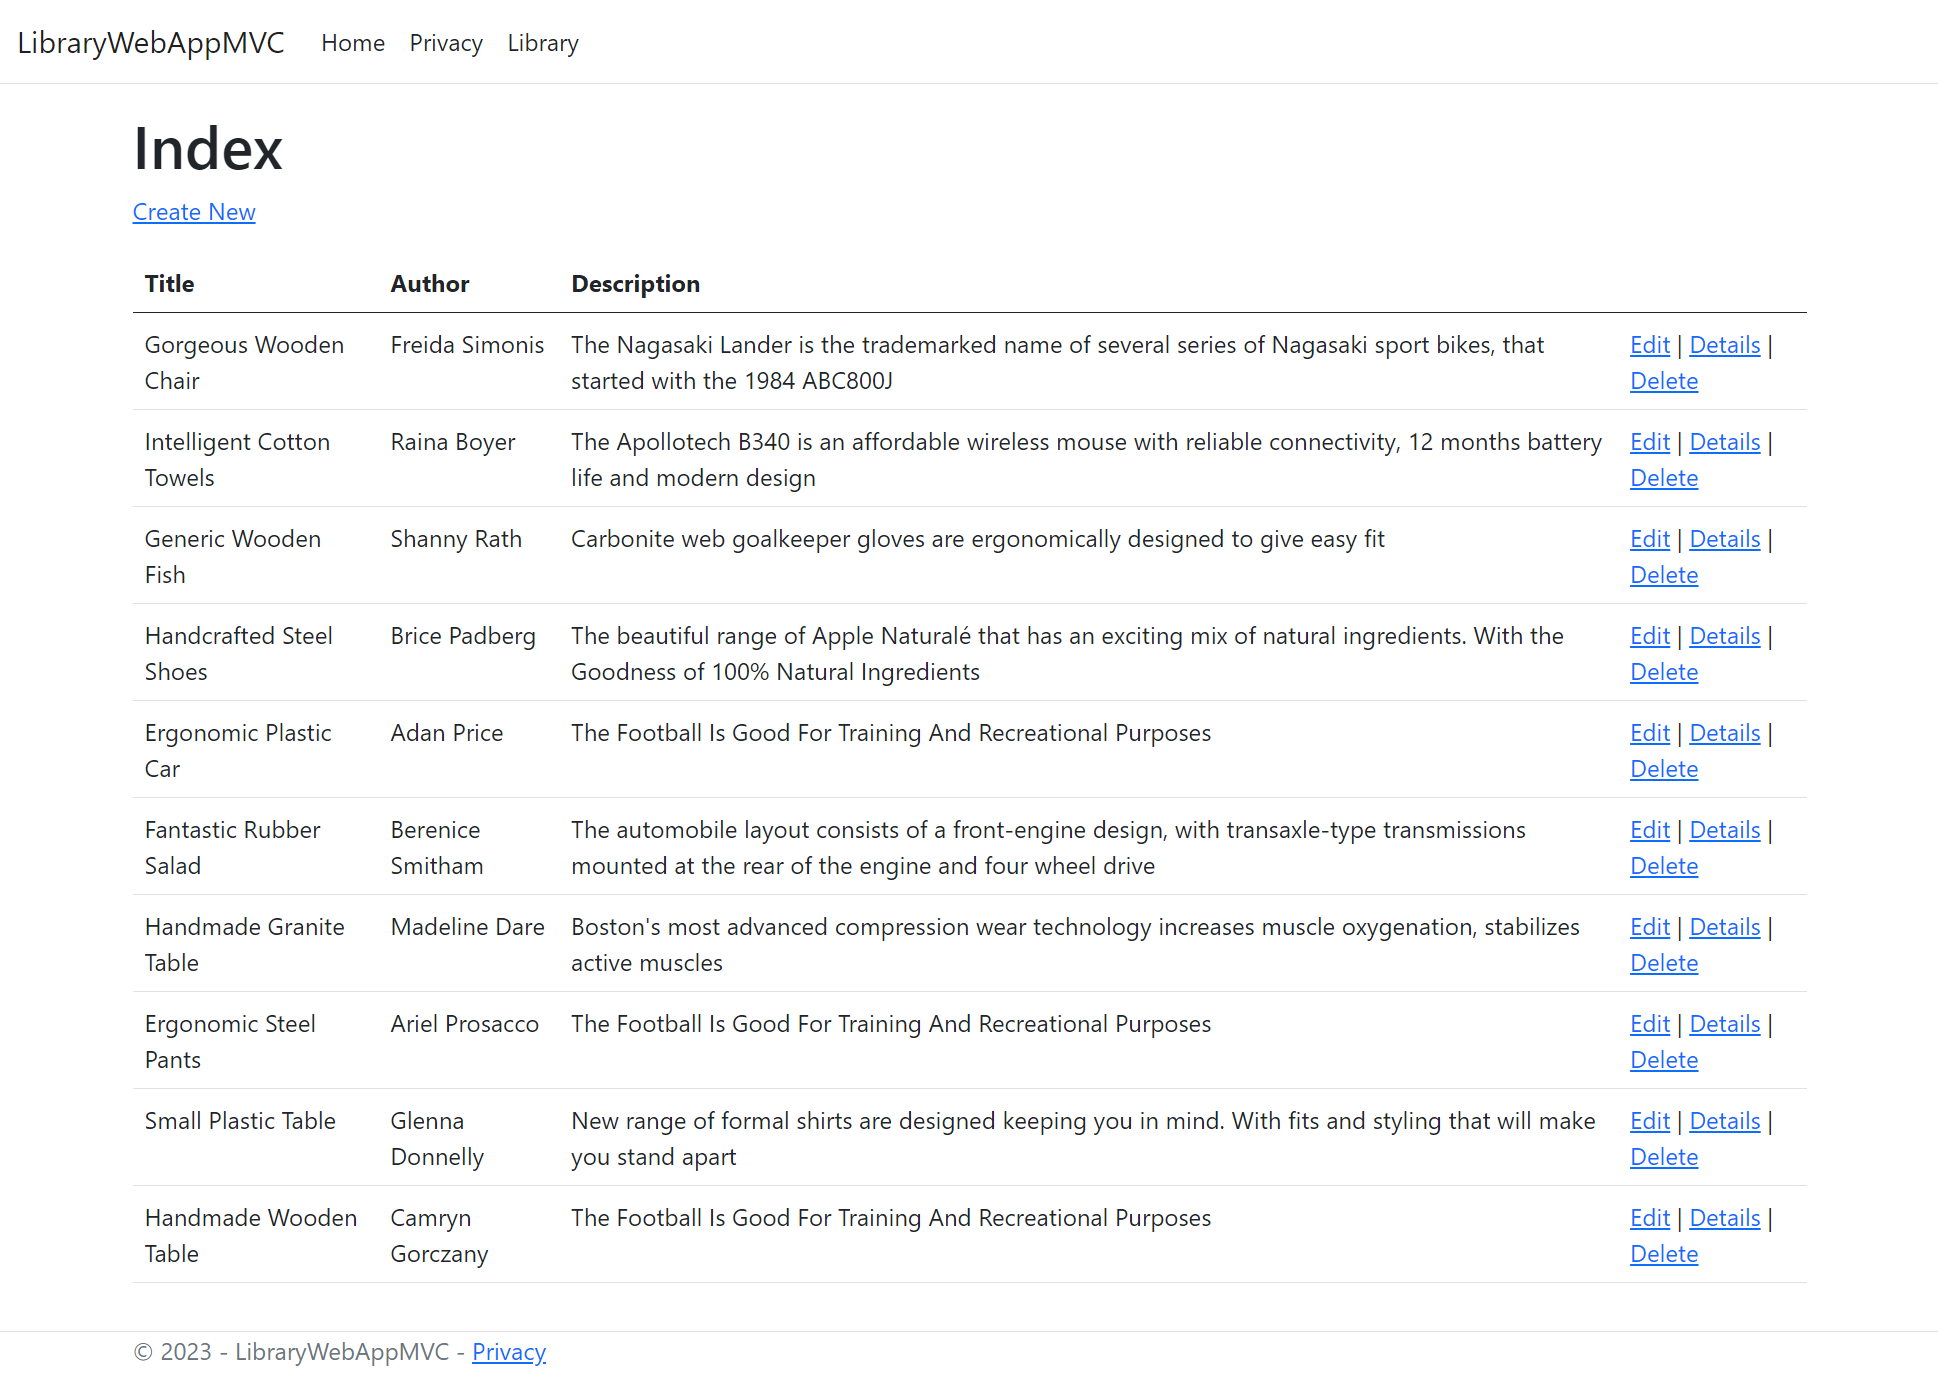 LibraryWebAppMVC Home Privacy Library
Index
Create New
Title Author Description
Gorgeous Wooden Freida Simonis The Nagasaki Lander is the trademarked name of several series of Nagasaki sport bikes, that Edit | Details |
Chair started with the 1984 ABC800J Delete
Intelligent Cotton Raina Boyer The Apollotech B340 is an affordable wireless mouse with reliable connectivity, 12 months battery Edit | Details |
Towels life and modern design Delete
Generic Wooden Shanny Rath Carbonite web goalkeeper gloves are ergonomically designed to give easy fit Edit | Details |
Fish Delete
Handcrafted Steel Brice Padberg The beautiful range of Apple Naturalé that has an exciting mix of natural ingredients. With the Edit | Details |
Shoes Goodness of 100% Natural Ingredients Delete
Ergonomic Plastic Adan Price The Football Is Good For Training And Recreational Purposes Edit | Details |
Car Delete
Fantastic Rubber Berenice The automobile layout consists of a front-engine design, with transaxle-type transmissions Edit | Details |
Salad Smitham mounted at the rear of the engine and four wheel drive Delete
Handmade Granite Madeline Dare Boston's most advanced compression wear technology increases muscle oxygenation, stabilizes Edit | Details |
Table active muscles Delete
Ergonomic Steel Ariel Prosacco The Football Is Good For Training And Recreational Purposes Edit | Details |
Pants Delete
Small Plastic Table Glenna New range of formal shirts are designed keeping you in mind. With fits and styling that will make Edit | Details |
Donnelly you stand apart Delete
Handmade Wooden Camryn The Football Is Good For Training And Recreational Purposes Edit | Details |
Table Gorczany Delete
© 2023 - LibraryWebAppMVC - Privacy